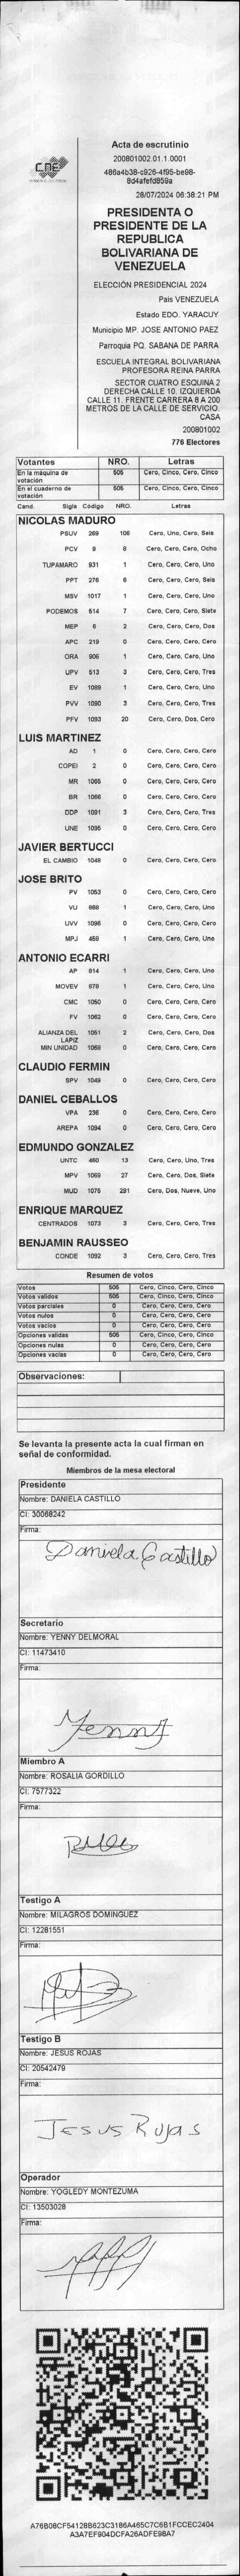 CNE
Acta de escrutinio
200801002.01.1.0001
486a4b38-c926-4f95-be98-
8d4afefd859a
28/07/2024 06:38:21 PM
PRESIDENTA O
PRESIDENTE DE LA
REPUBLICA
BOLIVARIANA DE
VENEZUELA
ELECCIÓN PRESIDENCIAL 2024
País VENEZUELA
Estado EDO. YARACUY
Municipio MP. JOSE ANTONIO PAEZ
Parroquia PQ. SABANA DE PARRA
ESCUELA INTEGRAL BOLIVARIANA
PROFESORA REINA PARRA
SECTOR CUATRO ESQUINA 2
DERECHA CALLE 10. IZQUIERDA
CALLE 11. FRENTE CARRERA 8 A 200
METROS DE LA CALLE DE SERVICIO.
CASA
200801002
776 Electores
Votantes NRO. Letras
En la máquina de votación 505 Cero, Cinco, Cero, Cinco
En el cuaderno de votación 505 Cero, Cinco, Cero, Cinco
Cand. Sigla Código NRO. Letras
NICOLAS MADURO
PSUV 269 106 Cero, Uno, Cero, Seis
PCV 9 8 Cero, Cero, Cero, Ocho
TUPAMARO 931 1 Cero, Cero, Cero, Uno
PPT 276 6 Cero, Cero, Cero, Seis
MSV 1017 1 Cero, Cero, Cero, Uno
PODEMOS 514 7 Cero, Cero, Cero, Siete
MEP 6 2 Cero, Cero, Cero, Dos
APC 219 0 Cero, Cero, Cero, Cero
ORA 906 1 Cero, Cero, Cero, Uno
UPV 513 3 Cero, Cero, Cero, Tres
EV 1089 1 Cero, Cero, Cero, Uno
PVV 1090 3 Cero, Cero, Cero, Tres
PFV 1093 20 Cero, Cero, Dos, Cero
LUIS MARTINEZ
AD 1 0 Cero, Cero, Cero, Cero
COPEI 2 0 Cero, Cero, Cero, Cero
MR 1065 0 Cero, Cero, Cero, Cero
BR 1066 0 Cero, Cero, Cero, Cero
DDP 1091 3 Cero, Cero, Cero, Tres
UNE 1095 0 Cero, Cero, Cero, Cero
JAVIER BERTUCCI
EL CAMBIO 1048 0 Cero, Cero, Cero, Cero
JOSE BRITO
PV 1053 0 Cero, Cero, Cero, Cero
VU 868 1 Cero, Cero, Cero, Uno
UVV 1096 0 Cero, Cero, Cero, Cero
MPJ 458 1 Cero, Cero, Cero, Uno
ANTONIO ECARRI
AP 814 1 Cero, Cero, Cero, Uno
MOVEV 878 1 Cero, Cero, Cero, Uno
CMC 1050 0 Cero, Cero, Cero, Cero
FV 1062 0 Cero, Cero, Cero, Cero
ALIANZA DEL LAPIZ 1051 2 Cero, Cero, Cero, Dos
MIN UNIDAD 1068 0 Cero, Cero, Cero, Cero
CLAUDIO FERMIN
SPV 1049 0 Cero, Cero, Cero, Cero
DANIEL CEBALLOS
VPA 236 0 Cero, Cero, Cero, Cero
AREPA 1094 0 Cero, Cero, Cero, Cero
EDMUNDO GONZALEZ
UNTC 460 13 Cero, Cero, Uno, Tres
MPV 1069 27 Cero, Cero, Dos, Siete
MUD 1075 291 Cero, Dos, Nueve, Uno
ENRIQUE MARQUEZ
CENTRADOS 1073 3 Cero, Cero, Cero, Tres
BENJAMIN RAUSSEO
CONDE 1092 3 Cero, Cero, Cero, Tres
Resumen de votos
Votos 505 Cero, Cinco, Cero, Cinco
Votos validos 505 Cero, Cinco, Cero, Cinco
Votos parciales 0 Cero, Cero, Cero, Cero
Votos nulos 0 Cero, Cero, Cero, Cero
Votos vacios 0 Cero, Cero, Cero, Cero
Opciones validas 505 Cero, Cinco, Cero, Cinco
Opciones nulas 0 Cero, Cero, Cero, Cero
Opciones vacias 0 Cero, Cero, Cero, Cero
Observaciones:
Se levanta la presente acta la cual firman en
señal de conformidad.
Miembros de la mesa electoral
Presidente
Nombre: DANIELA CASTILLO
CI: 30068242
Firma:
Daniela Castillo
Secretario
Nombre: YENNY DELMORAL
CI: 11473410
Firma:
Yenny
Miembro A
Nombre: ROSALIA GORDILLO
CI: 7577322
Firma:
Testigo A
Nombre: MILAGROS DOMINGUEZ
CI: 12281551
Firma:
Testigo B
Nombre: JESUS ROJAS
CI: 20542479
Firma:
JESUS Rojas
Operador
Nombre: YOGLEDY MONTEZUMA
CI: 13503028
Firma:
A76B08CF54128B623C3186A465C7C6B1FCCEC2404
A3A7EF904DCFA26ADFE98A7